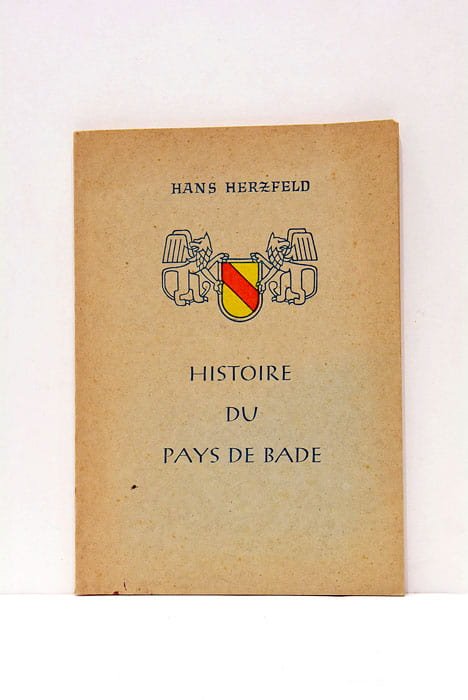 HANS HERZFELD
HISTOIRE
DU
PAYS DE BADE